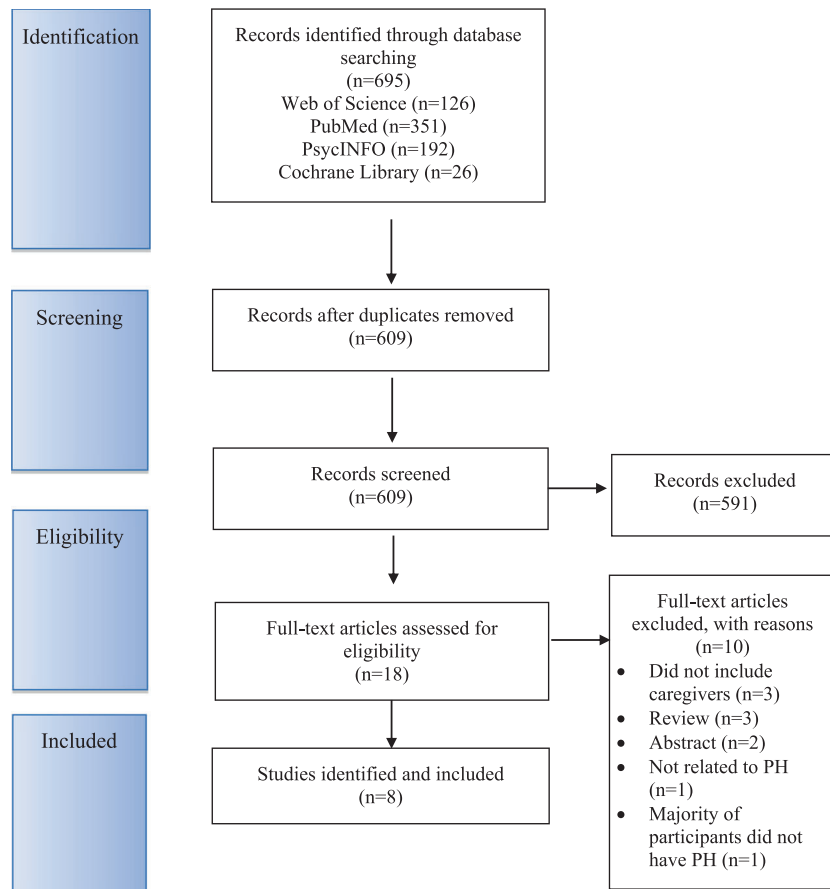 Identification
Records identified through database
searching
(n=695)
Web of Science (n=126)
PubMed (n=351)
PsycINFO (n=192)
Cochrane Library (n=26)
Screening
Records after duplicates removed
(n=609)
Records screened
(n=609)
Records excluded
(n=591)
Eligibility
Full-text articles assessed for
eligibility
(n=18)
Full-text articles
excluded, with reasons
(n=10)
• Did not include
caregivers (n=3)
• Review (n=3)
• Abstract (n=2)
• Not related to PH
(n=1)
• Majority of
participants did not
have PH (n=1)
Included
Studies identified and included
(n=8)